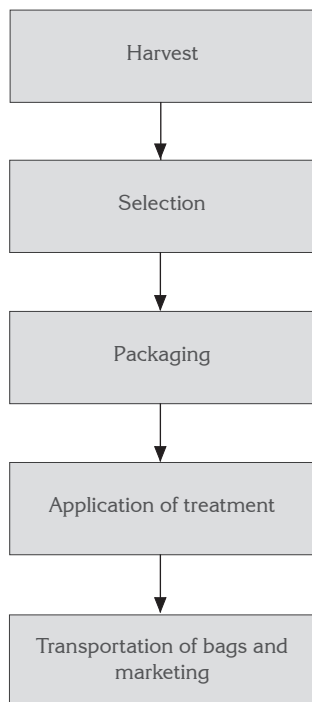 Harvest
Selection
Packaging
Application of treatment
Transportation of bags and
marketing